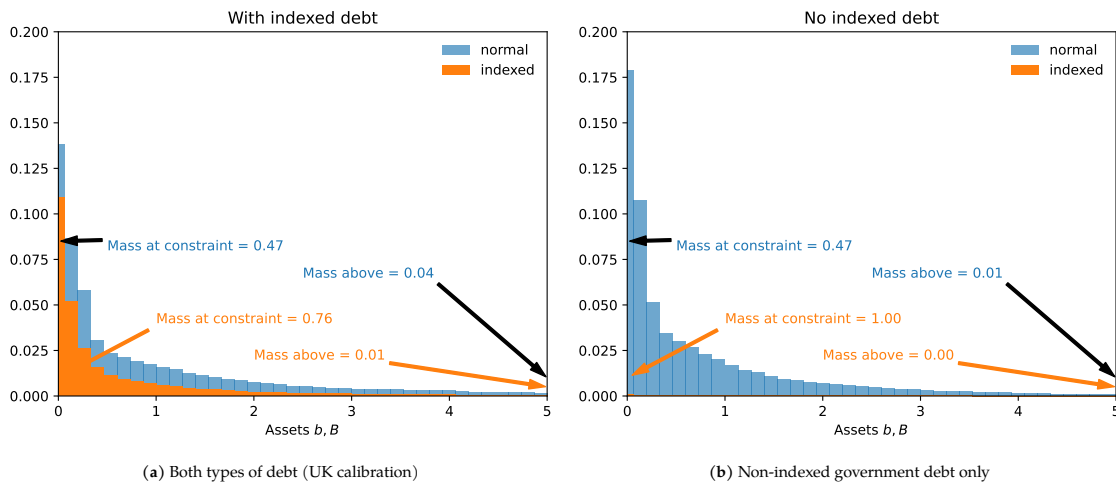 With indexed debt
0.200
0.175
0.150
0.125
0.100
0.075
0.050
0.025
0.000
normal
indexed
Mass at constraint = 0.47
Mass above = 0.04
Mass at constraint = 0.76
Mass above = 0.01
0 1 2 3 4 5
Assets b, B
(a) Both types of debt (UK calibration)
No indexed debt
0.200
0.175
0.150
0.125
0.100
0.075
0.050
0.025
0.000
normal
indexed
Mass at constraint = 0.47
Mass above = 0.01
Mass at constraint = 1.00
Mass above = 0.00
0 1 2 3 4 5
Assets b, B
(b) Non-indexed government debt only